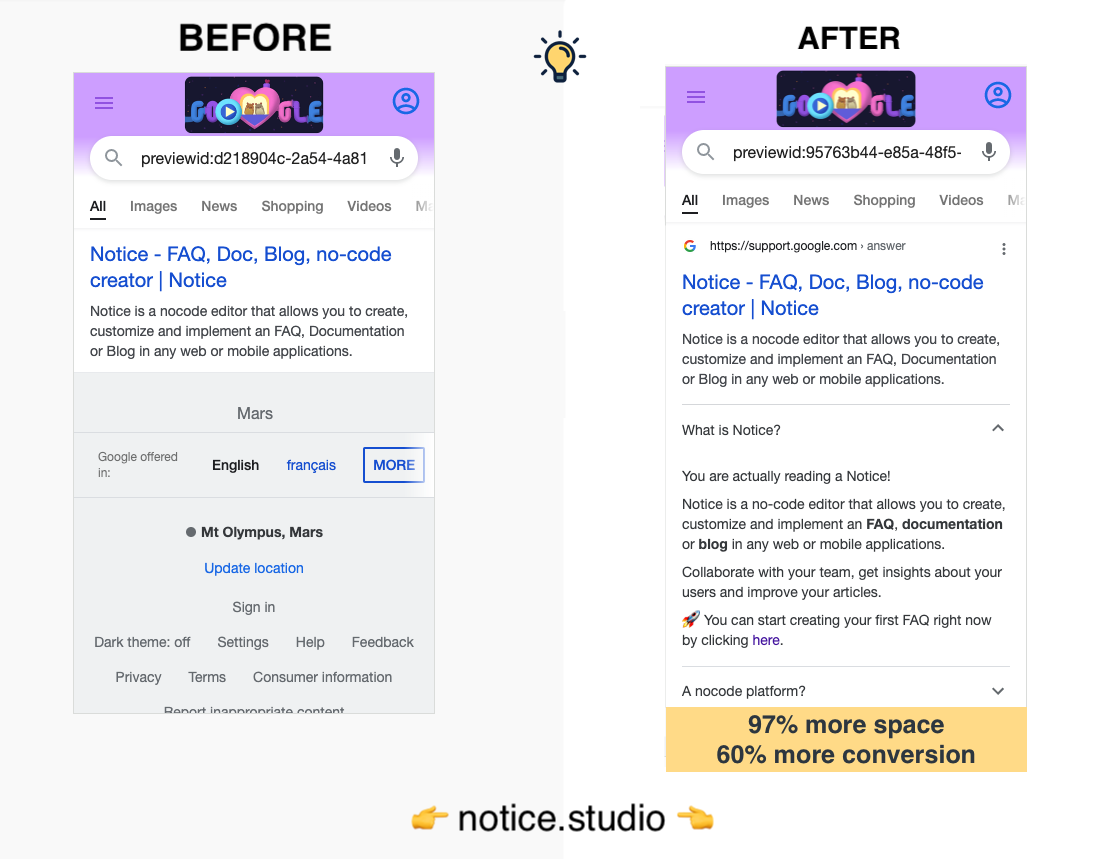 BEFORE
GOOGLE
previewid:d218904c-2a54-4a81
All Images News Shopping Videos Ma
Notice - FAQ, Doc, Blog, no-code
creator | Notice
Notice is a nocode editor that allows you to create,
customize and implement an FAQ, Documentation
or Blog in any web or mobile applications.
Mars
Google offered
in:
English français MORE
Mt Olympus, Mars
Update location
Sign in
Dark theme: off Settings Help Feedback
Privacy Terms Consumer information
Report inappropriate content
AFTER
GOOGLE
previewid:95763b44-e85a-48f5-
All Images News Shopping Videos Ma
https://support.google.com › answer
Notice - FAQ, Doc, Blog, no-code
creator | Notice
Notice is a nocode editor that allows you to create,
customize and implement an FAQ, Documentation
or Blog in any web or mobile applications.
What is Notice?
You are actually reading a Notice!
Notice is a no-code editor that allows you to create,
customize and implement an FAQ, documentation
or blog in any web or mobile applications.
Collaborate with your team, get insights about your
users and improve your articles.
🚀 You can start creating your first FAQ right now
by clicking here.
A nocode platform?
97% more space
60% more conversion
👉 notice.studio 👈